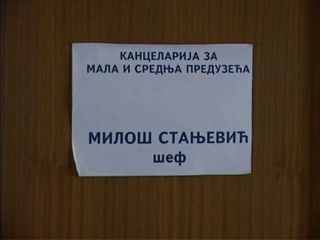 КАНЦЕЛАРИЈА ЗА
МАЛА И СРЕДЊА ПРЕДУЗЕЋА
МИЛОШ СТАЊЕВИЋ
шеф